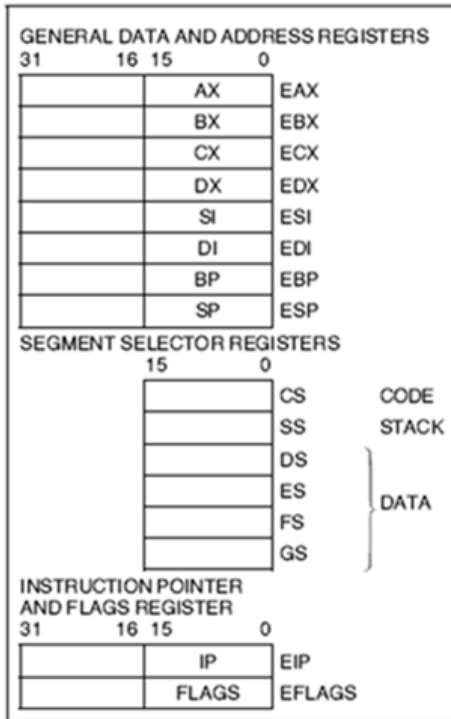 GENERAL DATA AND ADDRESS REGISTERS
31 16 15 0
AX EAX
BX EBX
CX ECX
DX EDX
SI ESI
DI EDI
BP EBP
SP ESP
SEGMENT SELECTOR REGISTERS
15 0
CS CODE
SS STACK
DS
ES
DATA
FS
GS
INSTRUCTION POINTER
AND FLAGS REGISTER
31 16 15 0
IP EIP
FLAGS EFLAGS